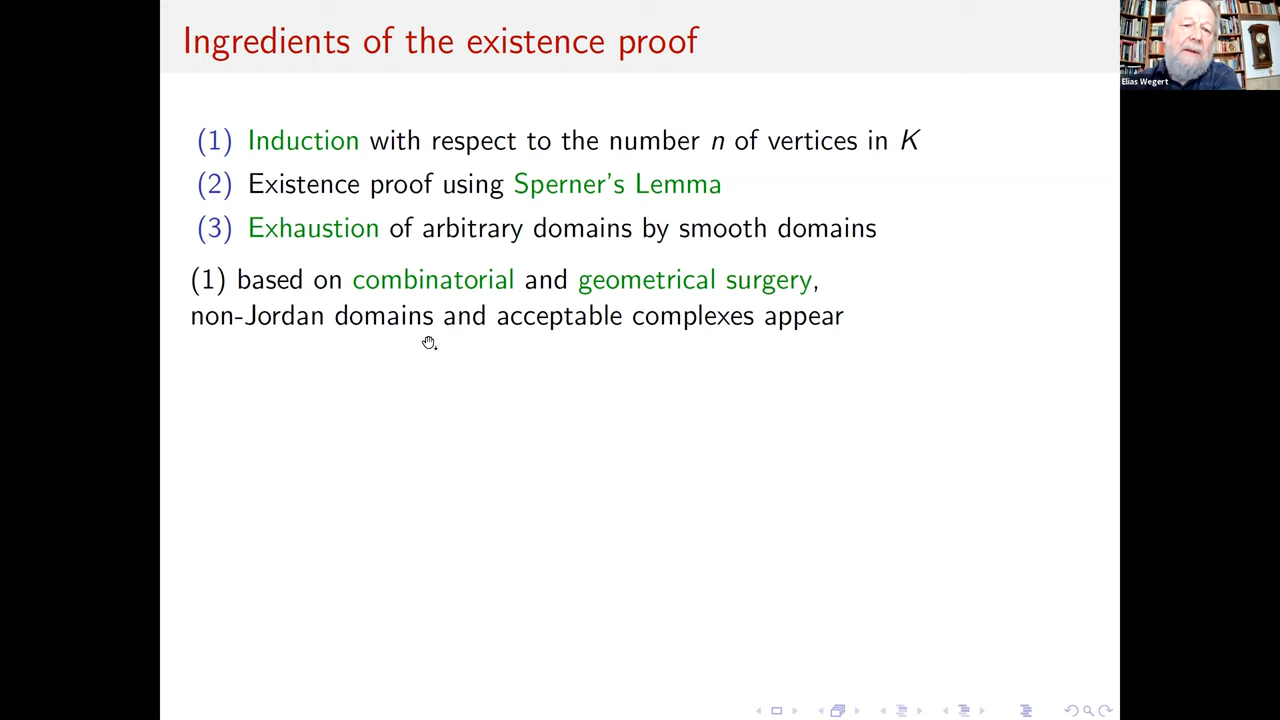 Ingredients of the existence proof
Elias Wegert
(1) Induction with respect to the number n of vertices in K
(2) Existence proof using Sperner's Lemma
(3) Exhaustion of arbitrary domains by smooth domains
(1) based on combinatorial and geometrical surgery,
non-Jordan domains and acceptable complexes appear